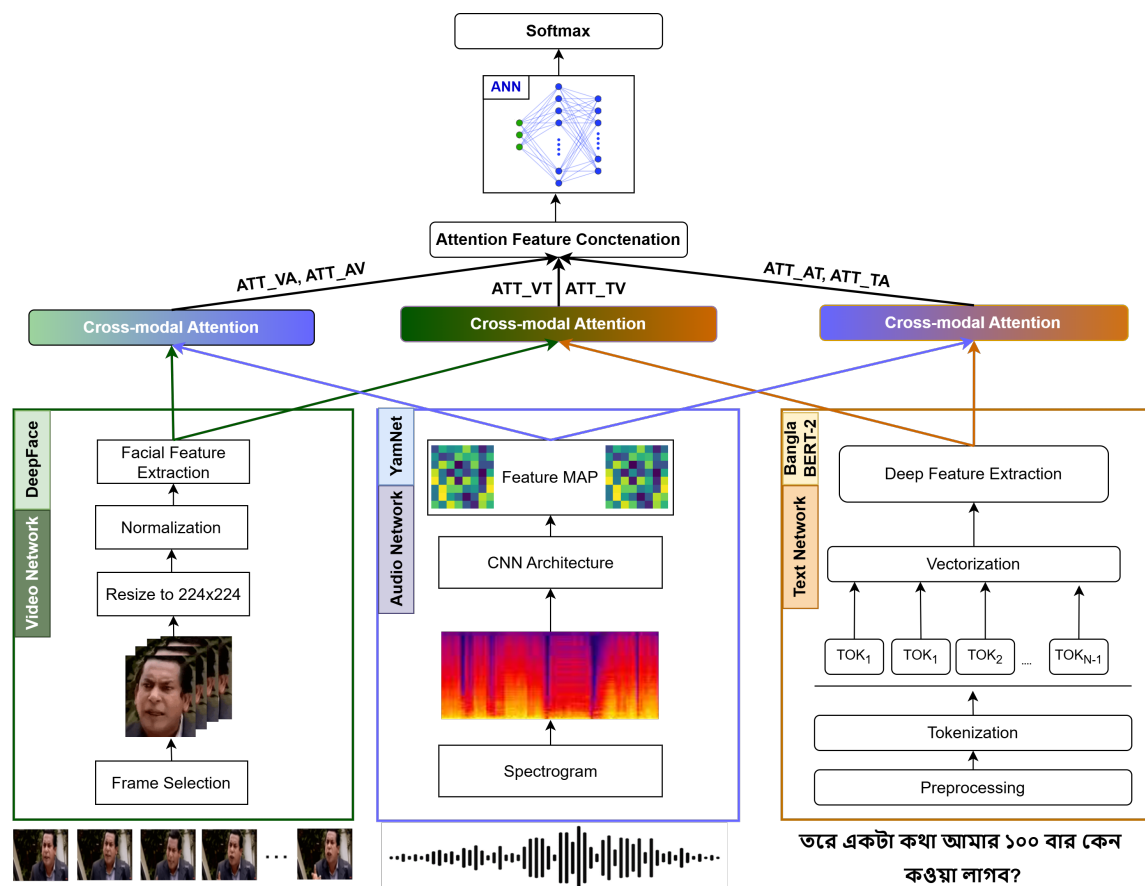 Softmax
ANN
Attention Feature Conctenation
ATT_VA, ATT_AV
ATT_VT
ATT_TV
ATT_AT, ATT_TA
Cross-modal Attention
Cross-modal Attention
Cross-modal Attention
DeepFace
Video Network
Facial Feature
Extraction
Normalization
Resize to 224x224
Frame Selection
YamNet
Audio Network
Feature MAP
CNN Architecture
Spectrogram
Bangla
BERT-2
Text Network
Deep Feature Extraction
Vectorization
TOK1
TOK1
TOK2
....
TOKN-1
Tokenization
Preprocessing
...
তরে একটা কথা আমার ১০০ বার কেন
কওয়া লাগব?